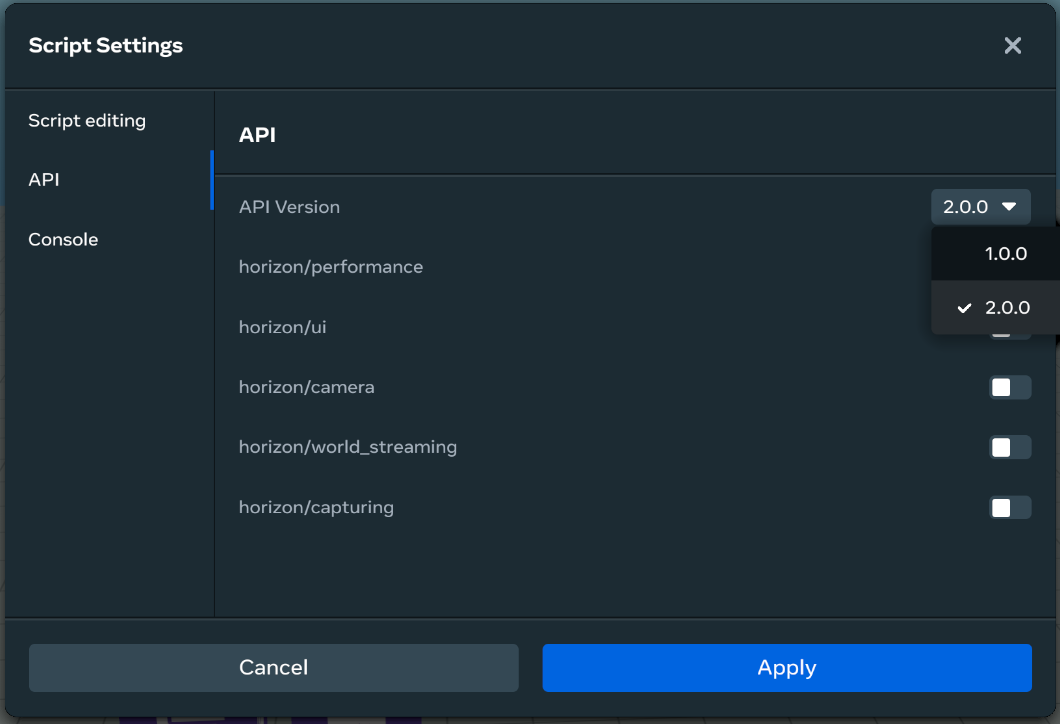 Script Settings
Script editing
API
Console
API
API Version
2.0.0
1.0.0
2.0.0
horizon/performance
horizon/ui
horizon/camera
horizon/world_streaming
horizon/capturing
Cancel
Apply